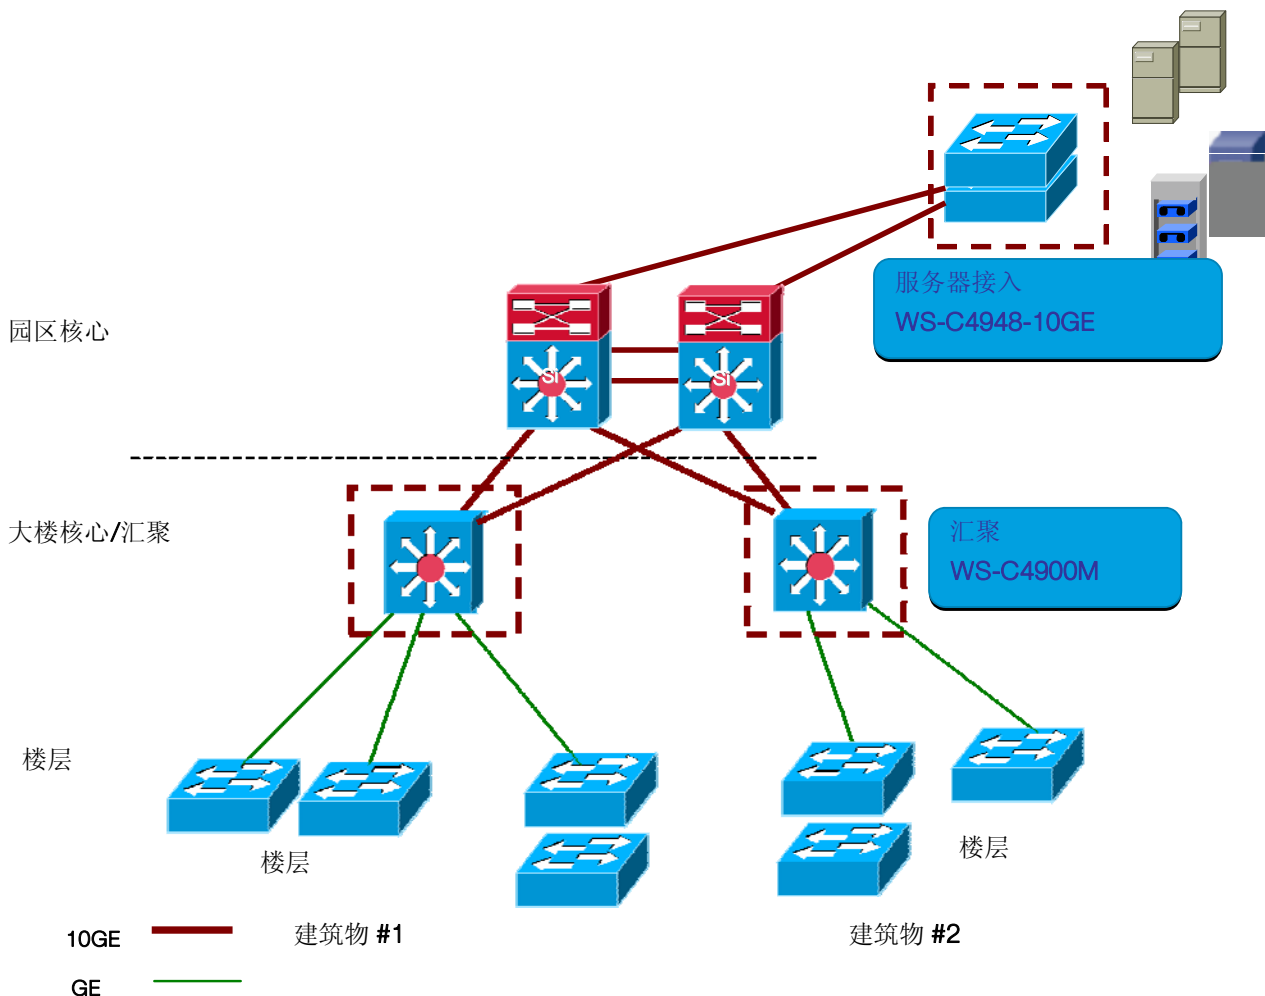 服务器接入
WS-C4948-10GE
园区核心
Si
Si
大楼核心/汇聚
汇聚
WS-C4900M
楼层
楼层
楼层
10GE
建筑物 #1
建筑物 #2
GE